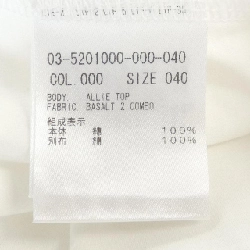 03-5201000-000-040
COL.000 SIZE 040
BODY. ALLIE TOP
FABRIC. BASALT 2 COMBO
組成表示
本体 綿 100%
別布 綿 100%